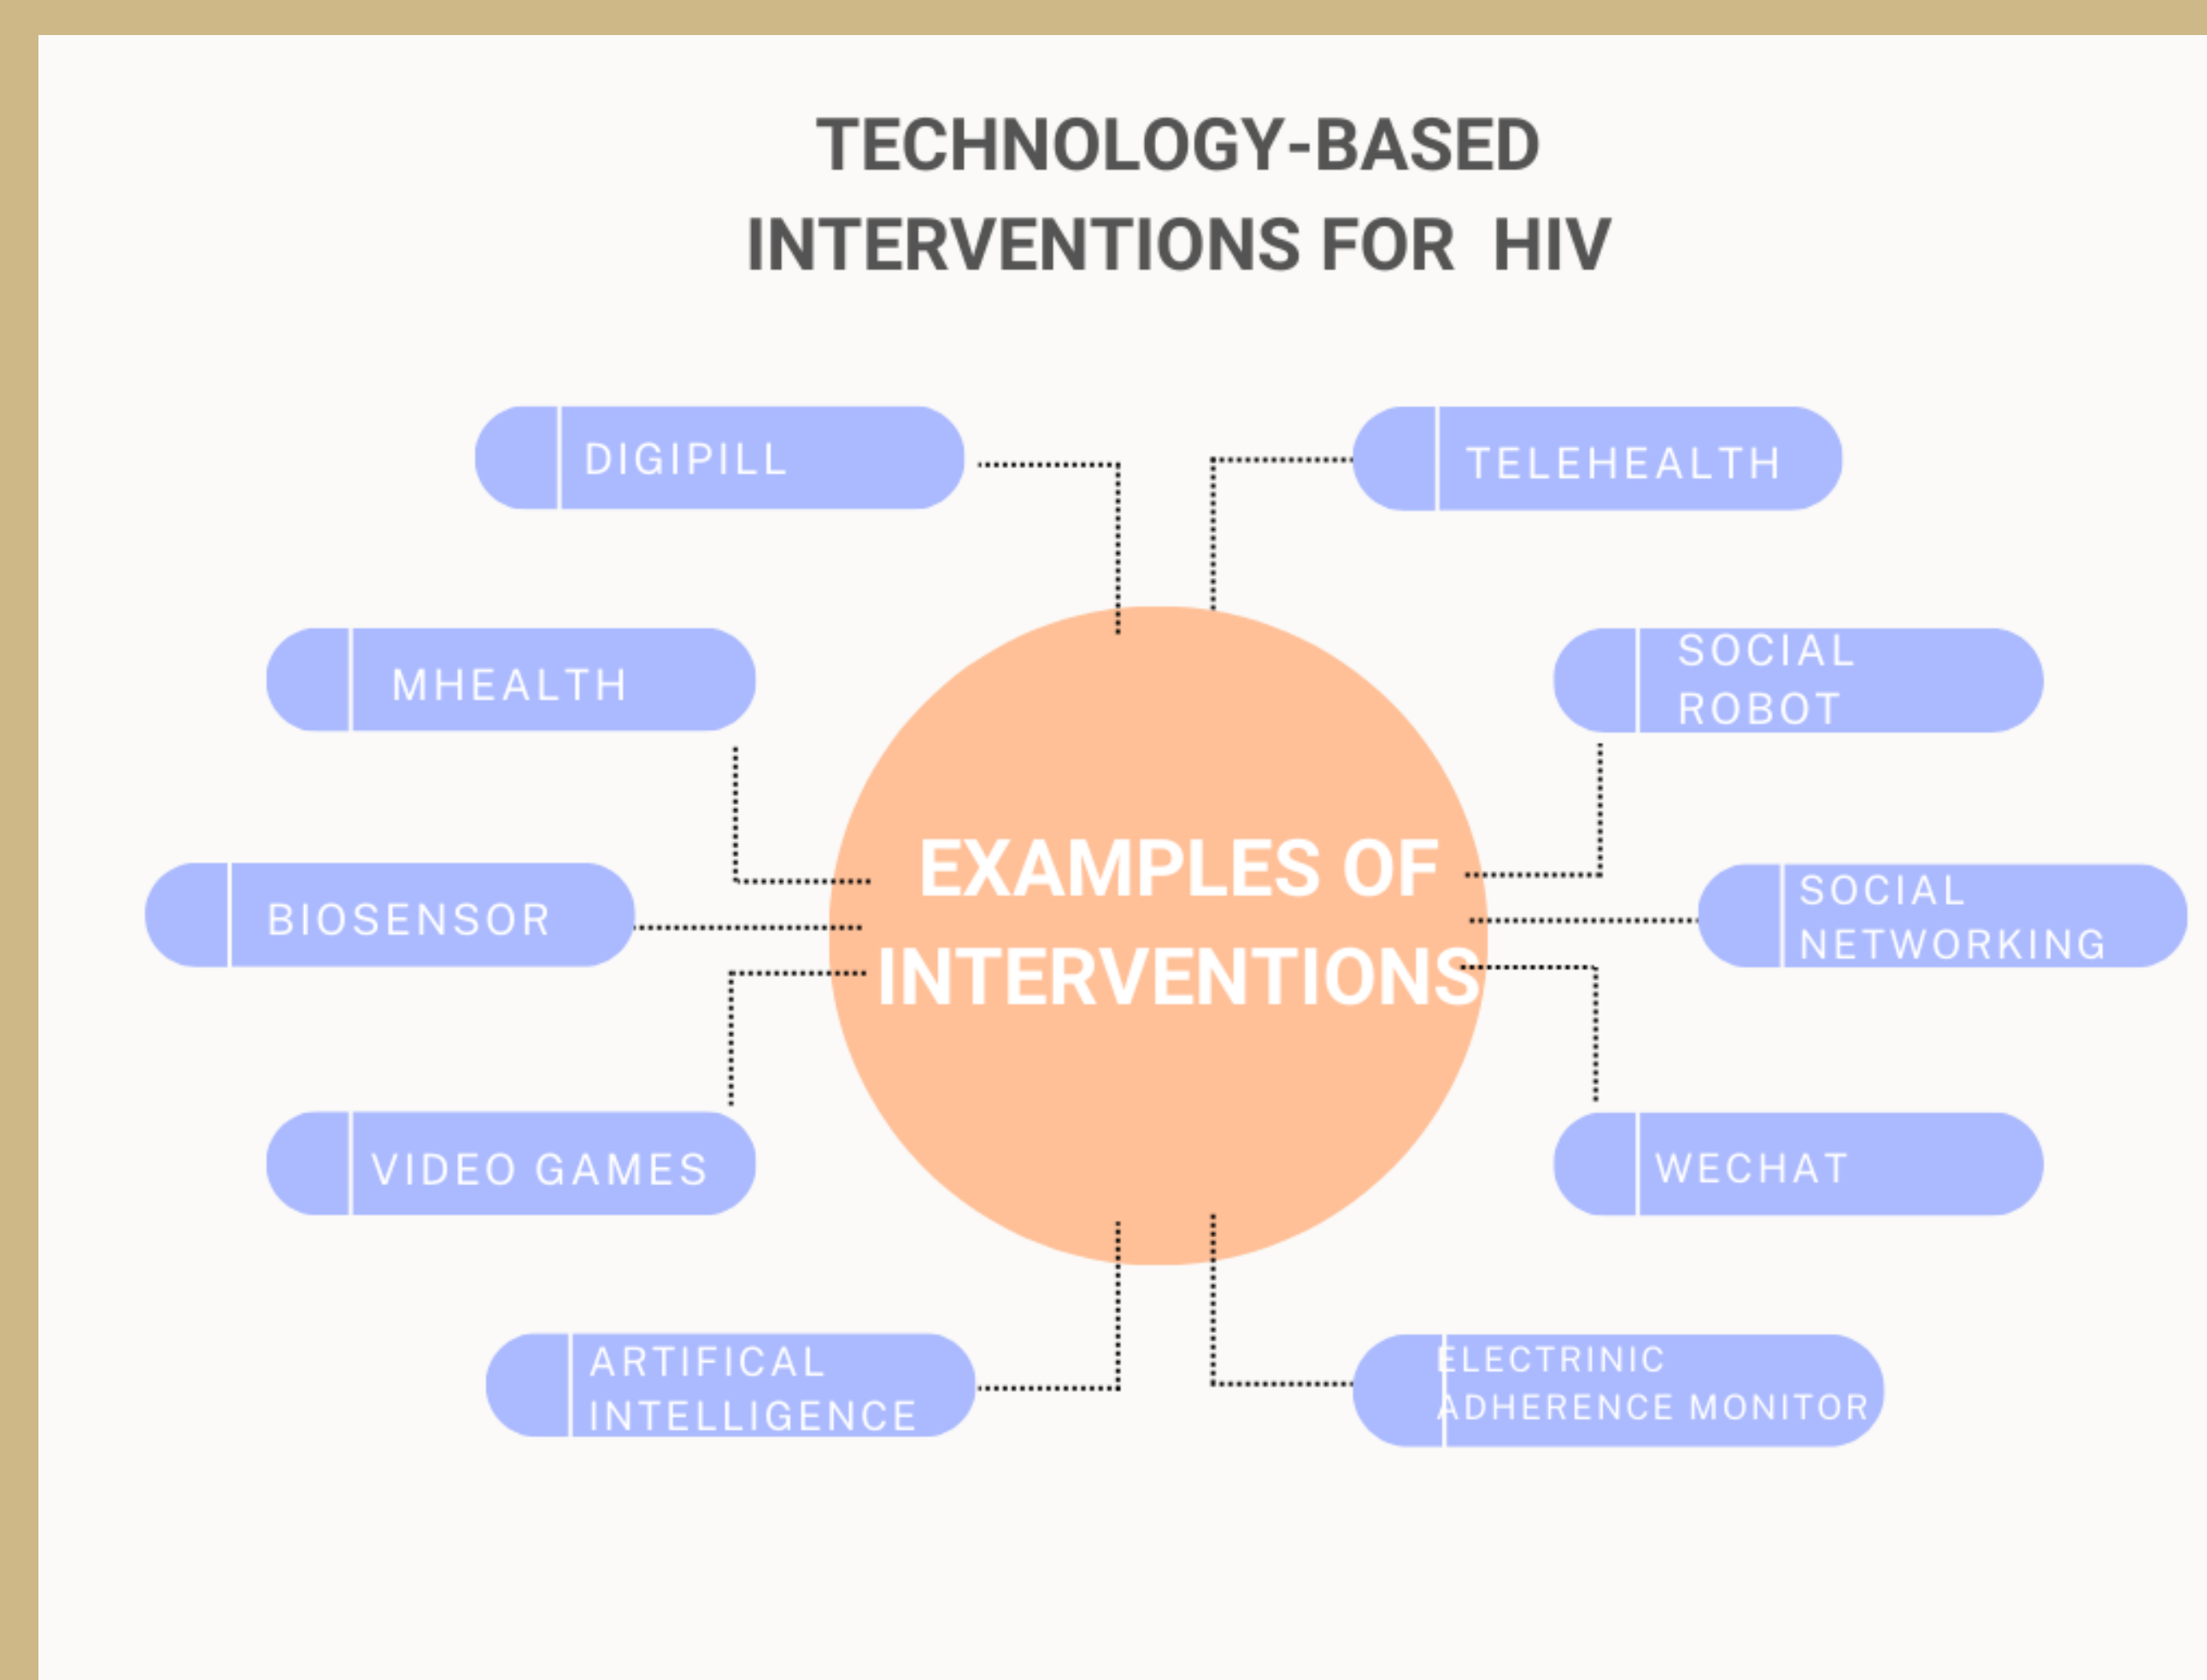 TECHNOLOGY-BASED
INTERVENTIONS FOR HIV
DIGIPILL
TELEHEALTH
MHEALTH
SOCIAL
ROBOT
EXAMPLES OF
INTERVENTIONS
BIOSENSOR
SOCIAL
NETWORKING
VIDEO GAMES
WECHAT
ARTIFICAL
INTELLIGENCE
ELECTRINIC
ADHERENCE MONITOR